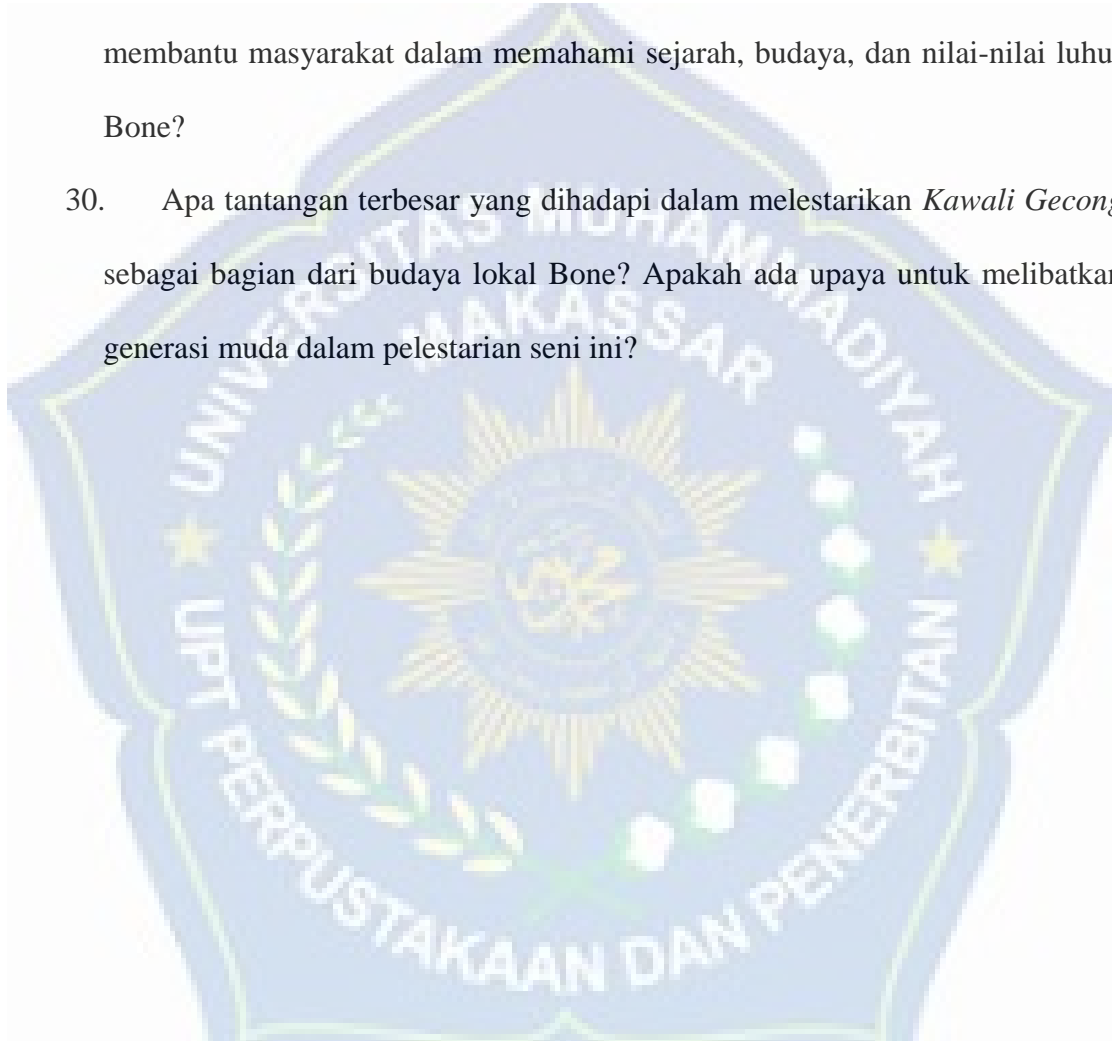 membantu masyarakat dalam memahami sejarah, budaya, dan nilai-nilai luhu
Bone?
30. Apa tantangan terbesar yang dihadapi dalam melestarikan Kawali Gecong
sebagai bagian dari budaya lokal Bone? Apakah ada upaya untuk melibatkan
generasi muda dalam pelestarian seni ini?
UNIVERSITAS MUHAMMADIYAH
MAKASSAR
UPT PERPUSTAKAAN DAN PENERBITAN